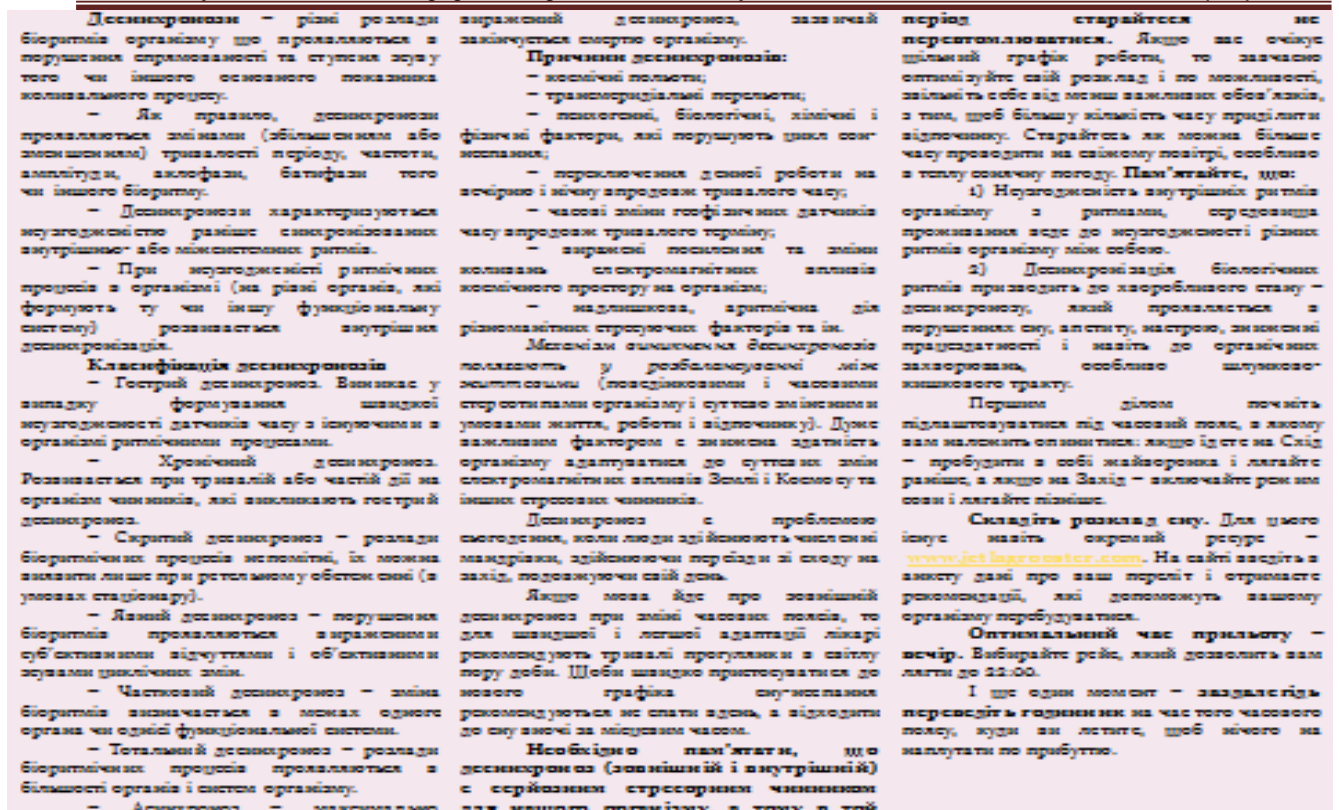 Десинхронози – різні розлади
біоритмів організму що проявляються в
порушення спрямованості та ступеня зсуву
того чи іншого основного показника
коливального процесу.
– Як правило, десинхронози
проявляються змінами (збільшенням або
зменшенням) тривалості періоду, частоти,
амплітуди, аклофази, батифази того
чи іншого біоритму.
– Десинхронози характеризуються
неузгодженістю раніше синхронізованих
внутрішньо- або міжсистемних ритмів.
– При неузгодженісті ритмічних
процесів в організмі (на рівні органів, які
формують ту чи іншу функціональну
систему) розвивається внутрішня
десинхронізація.
Класифікація десинхронозів
– Гострий десинхроноз. Виникає у
випадку формування швидкої
неузгодженості датчиків часу з існуючими в
організмі ритмічними процесами.
– Хронічний десинхроноз.
Розвивається при тривалій або частій дії на
організм чинників, які викликають гострий
десинхроноз.
– Скритий десинхроноз – розлади
біоритмічних процесів непомітні, їх можна
виявити лише при ретельному обстеженні (в
умовах стаціонару).
– Явний десинхроноз – порушення
біоритмів проявляються вираженими
суб'єктивними відчуттями і об'єктивними
зсувами циклічних змін.
– Частковий десинхроноз – зміна
біоритмів визначається в межах одного
органа чи однієї функціональної системи.
– Тотальний десинхроноз – розлади
біоритмічних процесів проявляються в
більшості органів і систем організму.
– Асинхроноз – максимально
виражений десинхроноз, зазвичай
закінчується смертю організму.
Причини десинхронозів:
– космічні польоти;
– трансмеридіальні перельоти;
– психогенні, біологічні, хімічні і
фізичні фактори, які порушують цикл сон-
неспання;
– переключення денної роботи на
вечірню і нічну впродовж тривалого часу;
– часові зміни геофізичних датчиків
часу впродовж тривалого терміну;
– виражені посилення та зміни
коливань електромагнітних впливів
космічного простору на організм;
– надлишкова, аритмічна дія
різноманітних стресуючих факторів та ін.
Механізм виникнення десинхронозів
полягають у розбалансуванні між
життєвими (поведінковими і часовими
стереотипами організму і суттєво зміненими
умовами життя, роботи і відпочинку). Дуже
важливим фактором є знижена здатність
організму адаптуватися до суттєвих змін
електромагнітних впливів Землі і Космосу та
інших стресових чинників.
Десинхроноз є проблемою
сьогодення, коли люди здійснюють численні
мандрівки, здійснюючи переїзди зі сходу на
захід, подовжуючи свій день.
Якщо мова йде про зовнішній
десинхроноз при зміні часових поясів, то
для швидшої і легшої адаптації лікарі
рекомендують тривалі прогулянки в світлу
пору доби. Щоби швидко пристосуватися до
нового графіка сну-неспання
рекомендуються не спати вдень, а відходити
до сну вночі за місцевим часом.
Необхідно пам'ятати, що
десинхроноз (зовнішній і внутрішній)
є серйозним стресорним чинником
для нашого організму, в тому в той
період старайтеся не
перевтомлюватися. Якщо вас очікує
щільний графік роботи, то завчасно
оптимізуйте свій розклад і по можливості,
звільніть себе від менш важливих обов'язків,
з тим, щоб більшу кількість часу приділити
відпочинку. Старайтесь як можна більше
часу проводити на свіжому повітрі, особливо
в теплу сонячну погоду. Пам'ятайте, що:
1) Неузгодженість внутрішніх ритмів
організму з ритмами, середовища
проживання веде до неузгодженості різних
ритмів організму між собою.
2) Десинхронізація біологічних
ритмів призводить до хворобливого стану –
десинхронозу, який проявляється в
порушеннях сну, апетиту, настрою, зниженні
працездатності і навіть до органічних
захворювань, особливо шлунково-
кишкового тракту.
Першим ділом почніть
підлаштовуватися під часовий пояс, в якому
вам належить опинитися: якщо їдете на Схід
– пробудити в собі жайворонка і лягайте
раніше, а якщо на Захід – включайте режим
сови і лягайте пізніше.
Складіть розклад сну. Для цього
існує навіть окремий ресурс –
www.jetlagrooster.com. На сайті введіть в
анкету дані про ваш переліт і отримаєте
рекомендації, які допоможуть вашому
організму перебудуватися.
Оптимальний час прильоту –
вечір. Вибирайте рейс, який дозволить вам
лягти до 22:00.
І ще один момент – заздалегідь
переведіть годинник на час того часового
поясу, куди ви летите, щоб нічого не
наплутати по прибуттю.